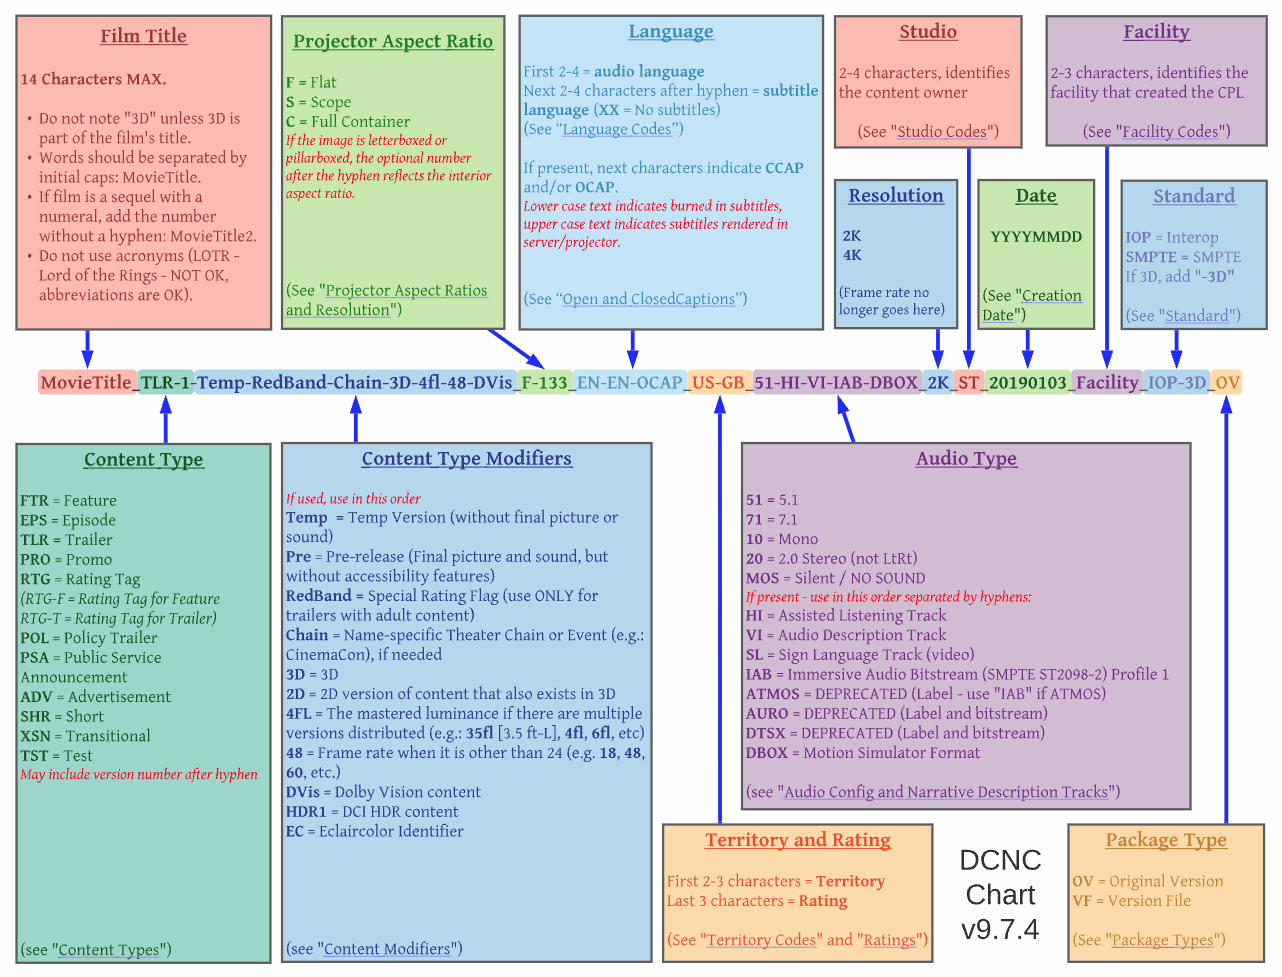 Film Title
14 Characters MAX.
• Do not note "3D" unless 3D is
part of the film's title.
• Words should be separated by
initial caps: MovieTitle.
• If film is a sequel with a
numeral, add the number
without a hyphen: MovieTitle2.
• Do not use acronyms (LOTR -
Lord of the Rings - NOT OK,
abbreviations are OK).
Projector Aspect Ratio
F = Flat
S = Scope
C = Full Container
If the image is letterboxed or
pillarboxed, the optional number
after the hyphen reflects the interior
aspect ratio.
(See "Projector Aspect Ratios
and Resolution")
Language
First 2-4 = audio language
Next 2-4 characters after hyphen = subtitle
language (XX = No subtitles)
(See “Language Codes”)
If present, next characters indicate CCAP
and/or OCAP.
Lower case text indicates burned in subtitles,
upper case text indicates subtitles rendered in
server/projector.
(See “Open and ClosedCaptions”)
Studio
2-4 characters, identifies
the content owner
(See "Studio Codes")
Facility
2-3 characters, identifies the
facility that created the CPL
(See "Facility Codes")
Resolution
2K
4K
(Frame rate no
longer goes here)
Date
YYYYMMDD
(See "Creation
Date")
Standard
IOP = Interop
SMPTE = SMPTE
If 3D, add "-3D"
(See "Standard")
MovieTitle_TLR-1-Temp-RedBand-Chain-3D-4fl-48-DVis_F-133_EN-EN-OCAP_US-GB_51-HI-VI-IAB-DBOX_2K_ST_20190103_Facility_IOP-3D_OV
Content Type
FTR = Feature
EPS = Episode
TLR = Trailer
PRO = Promo
RTG = Rating Tag
(RTG-F = Rating Tag for Feature
RTG-T = Rating Tag for Trailer)
POL = Policy Trailer
PSA = Public Service
Announcement
ADV = Advertisement
SHR = Short
XSN = Transitional
TST = Test
May include version number after hyphen
(see "Content Types")
Content Type Modifiers
If used, use in this order
Temp = Temp Version (without final picture or
sound)
Pre = Pre-release (Final picture and sound, but
without accessibility features)
RedBand = Special Rating Flag (use ONLY for
trailers with adult content)
Chain = Name-specific Theater Chain or Event (e.g.:
CinemaCon), if needed
3D = 3D
2D = 2D version of content that also exists in 3D
4FL = The mastered luminance if there are multiple
versions distributed (e.g.: 35fl [3.5 ft-L], 4fl, 6fl, etc)
48 = Frame rate when it is other than 24 (e.g. 18, 48,
60, etc.)
DVis = Dolby Vision content
HDR1 = DCI HDR content
EC = Eclaircolor Identifier
(see "Content Modifiers")
Audio Type
51 = 5.1
71 = 7.1
10 = Mono
20 = 2.0 Stereo (not LtRt)
MOS = Silent / NO SOUND
If present - use in this order separated by hyphens:
HI = Assisted Listening Track
VI = Audio Description Track
SL = Sign Language Track (video)
IAB = Immersive Audio Bitstream (SMPTE ST2098-2) Profile 1
ATMOS = DEPRECATED (Label - use "IAB" if ATMOS)
AURO = DEPRECATED (Label and bitstream)
DTSX = DEPRECATED (Label and bitstream)
DBOX = Motion Simulator Format
(see "Audio Config and Narrative Description Tracks")
Territory and Rating
First 2-3 characters = Territory
Last 3 characters = Rating
(See "Territory Codes" and "Ratings")
DCNC
Chart
v9.7.4
Package Type
OV = Original Version
VF = Version File
(See "Package Types")